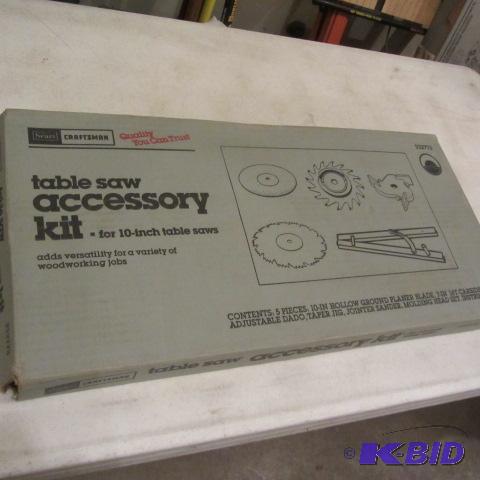 Sears
CRAFTSMAN
Quality
You Can Trust
table saw
accessory
kit - for 10-inch table saws
adds versatility for a variety of
woodworking jobs
CONTENTS, 5 PIECES, 10-IN HOLLOW GROUND PLANER BLADE, 7-IN
ADJUSTABLE DADO, TAPER JIG, JOINTER SANDER, MOLDING HEAD SET
Sears CRAFTSMAN table saw accessory kit
© K-BID